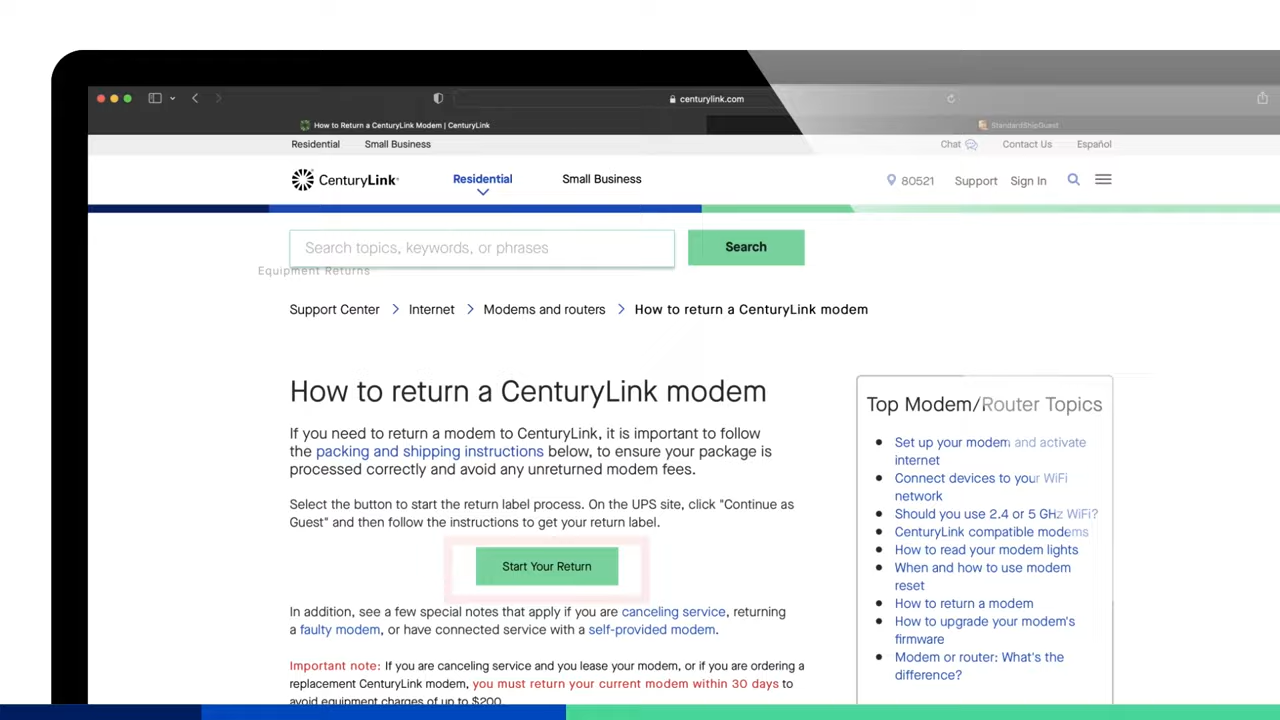 centurylink.com
How to Return a CenturyLink Modem | CenturyLink
StandardShipGuest
Residential Small Business Chat Contact Us Español
CenturyLink Residential Small Business 80521 Support Sign In
Search topics, keywords, or phrases Search
Equipment Returns
Support Center > Internet > Modems and routers > How to return a CenturyLink modem
How to return a CenturyLink modem
If you need to return a modem to CenturyLink, it is important to follow
the packing and shipping instructions below, to ensure your package is
processed correctly and avoid any unreturned modem fees.
Select the button to start the return label process. On the UPS site, click "Continue as
Guest" and then follow the instructions to get your return label.
Start Your Return
In addition, see a few special notes that apply if you are canceling service, returning
a faulty modem, or have connected service with a self-provided modem.
Important note: If you are canceling service and you lease your modem, or if you are ordering a
replacement CenturyLink modem, you must return your current modem within 30 days to
avoid equipment charges of up to $200.
Top Modem/Router Topics
Set up your modem and activate
internet
Connect devices to your WiFi
network
Should you use 2.4 or 5 GHz WiFi?
CenturyLink compatible modems
How to read your modem lights
When and how to use modem
reset
How to return a modem
How to upgrade your modem's
firmware
Modem or router: What's the
difference?